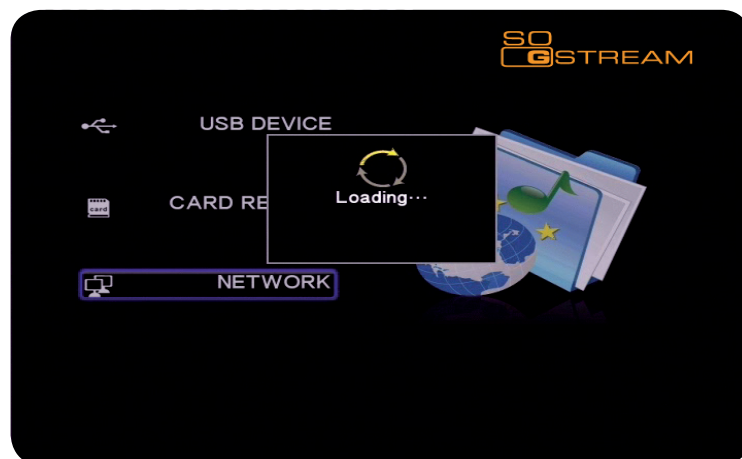 SO
GSTREAM
USB DEVICE
CARD RE
Loading...
card
NETWORK